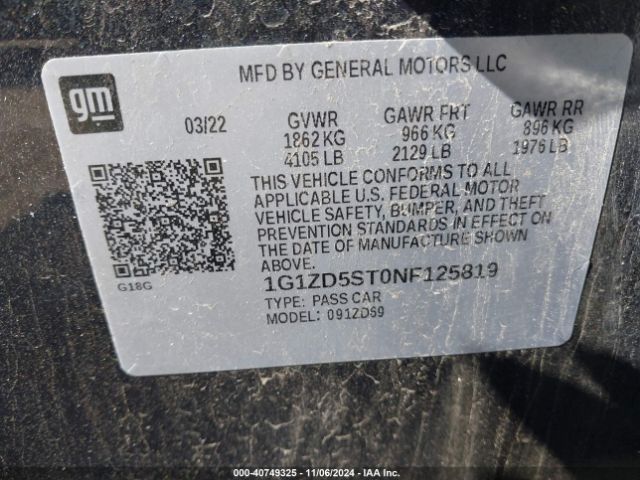 MFD BY GENERAL MOTORS LLC
gm
03/22 GVWR GAWR FRT GAWR RR
1862 KG 966 KG 896 KG
4105 LB 2129 LB 1976 LB
THIS VEHICLE CONFORMS TO ALL
APPLICABLE U.S. FEDERAL MOTOR
VEHICLE SAFETY, BUMPER, AND THEFT
PREVENTION STANDARDS IN EFFECT ON
THE DATE OF MANUFACTURE SHOWN
ABOVE.
G18G
1G1ZD5ST0NF125819
TYPE: PASS CAR
MODEL: 091ZD69
000-40749325 - 11/06/2024 - IAA Inc.